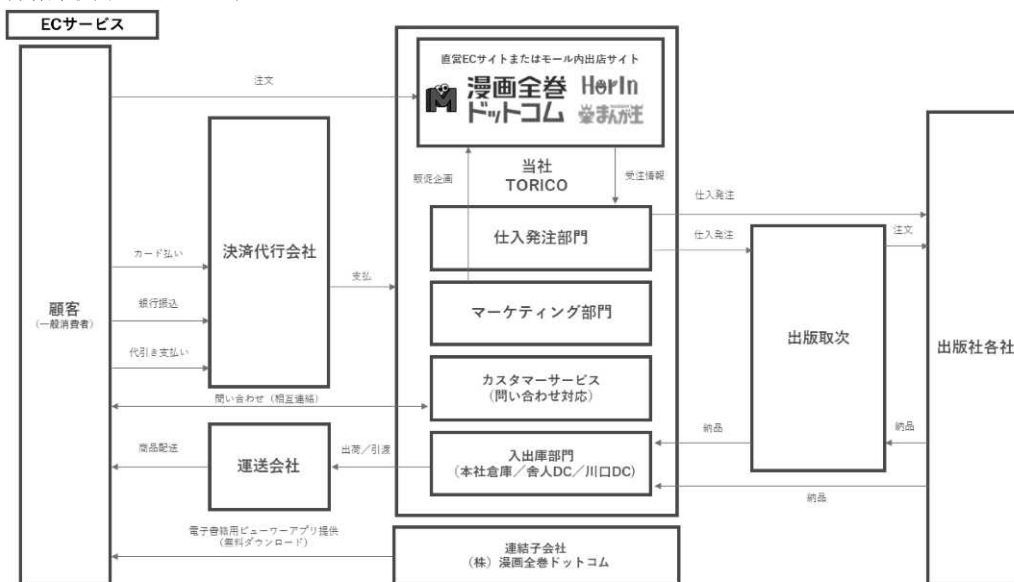 ECサービス
直営ECサイトまたはモール内出店サイト
漫画全巻
ドットコム
HorIn
まんが王
注文
販促企画
当社
TORICO
受注情報
仕入発注
仕入発注
注文
仕入発注部門
決済代行会社
カード払い
支払
銀行振込
顧客
(一般消費者)
マーケティング部門
出版取次
出版社各社
代引き支払い
カスタマーサービス
(問い合わせ対応)
問い合わせ(相互連絡)
商品配送
運送会社
出荷/引渡
入出庫部門
(本社倉庫/舎人DC/川口DC)
納品
納品
納品
電子書籍用ビューワーアプリ提供
(無料ダウンロード)
連結子会社
(株)漫画全巻ドットコム